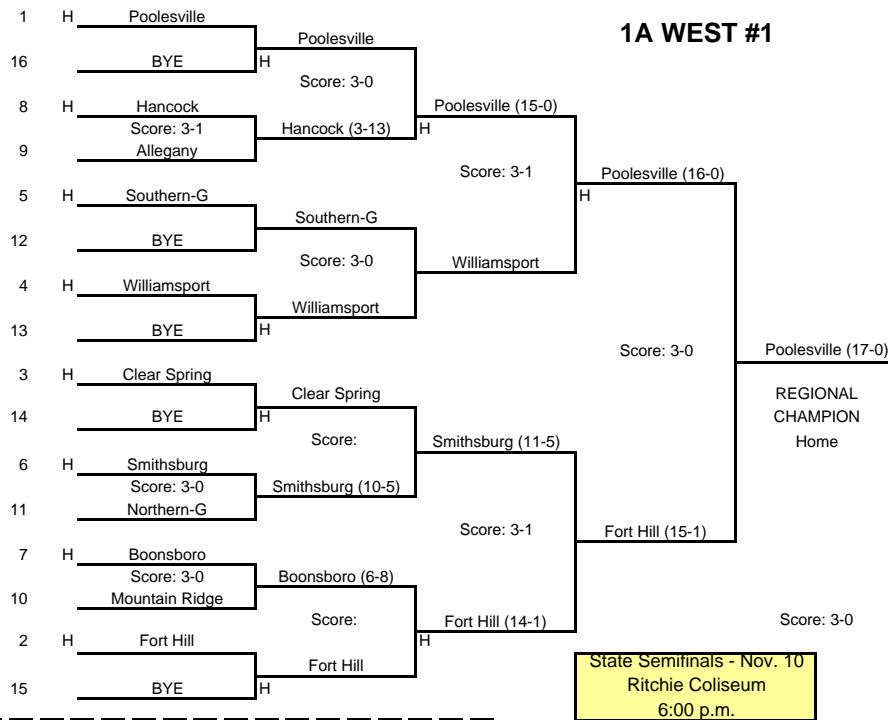 1A WEST #1
1 H Poolesville
Poolesville
16 BYE H
Score: 3-0
8 H Hancock
Poolesville (15-0)
Score: 3-1
Hancock (3-13) H
9 Allegany
Score: 3-1
Poolesville (16-0)
5 H Southern-G H
Southern-G
12 BYE
Score: 3-0
Williamsport
4 H Williamsport
Williamsport
13 BYE H
Score: 3-0
Poolesville (17-0)
3 H Clear Spring
Clear Spring
REGIONAL
14 BYE H
CHAMPION
Score:
Smithsburg (11-5)
Home
6 H Smithsburg
Score: 3-0
Smithsburg (10-5)
11 Northern-G
Score: 3-1
Fort Hill (15-1)
7 H Boonsboro
Score: 3-0
Boonsboro (6-8)
10 Mountain Ridge
Score:
Fort Hill (14-1)
Score: 3-0
2 H Fort Hill H
Fort Hill
15 BYE H
State Semifinals - Nov. 10
Ritchie Coliseum
6:00 p.m.